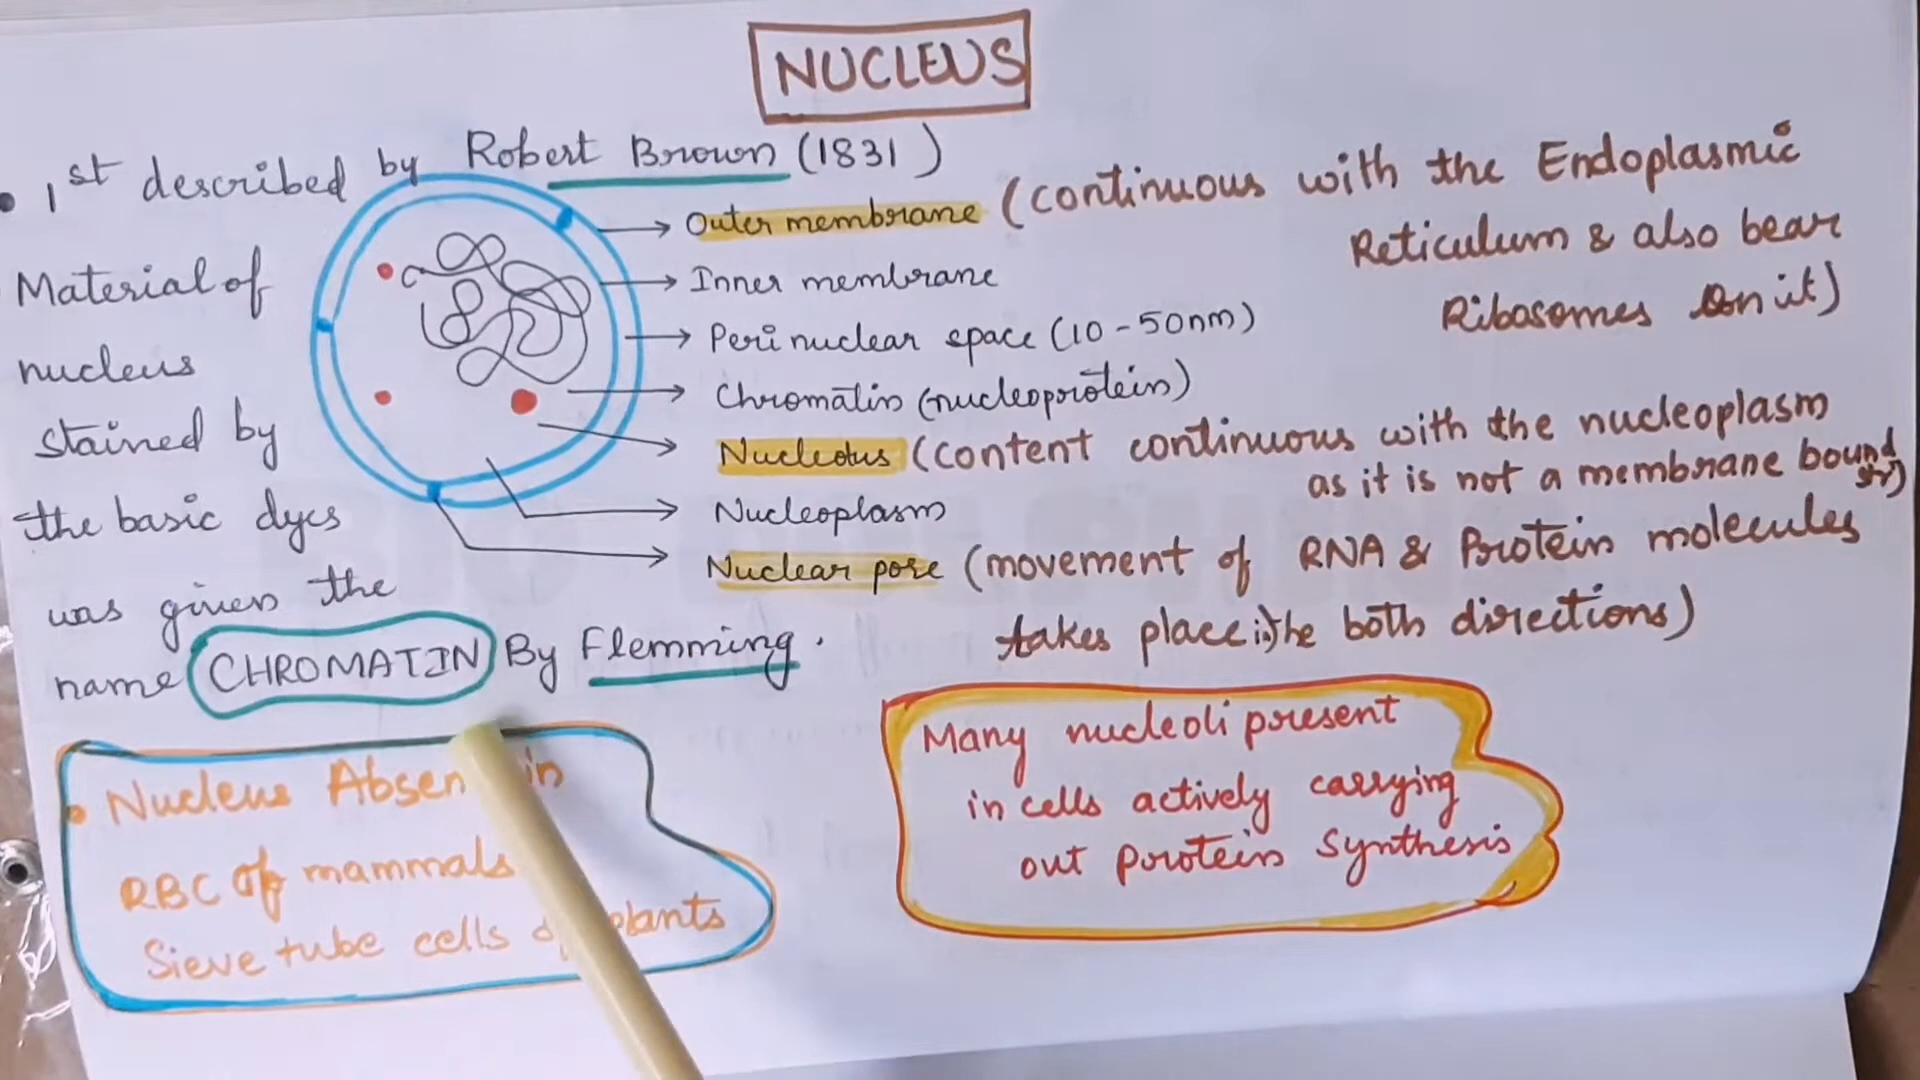 NUCLEUS
• 1st described by Robert Brown (1831)
Material of
nucleus
stained by
the basic dyes
was given the
name CHROMATIN By Flemming.
Outer membrane (continuous with the Endoplasmic
Reticulum & also bear
Ribosomes on it)
Inner membrane
Peri nuclear space (10-50nm)
Chromatin (nucleoprotein)
Nucleolus (content continuous with the nucleoplasm
as it is not a membrane bound
str)
Nucleoplasm
Nuclear pore (movement of RNA & Protein molecules
takes place in the both directions)
• Nucleus Absen in
RBC of mammals
Sieve tube cells plants
Many nucleoli present
in cells actively carrying
out protein synthesis